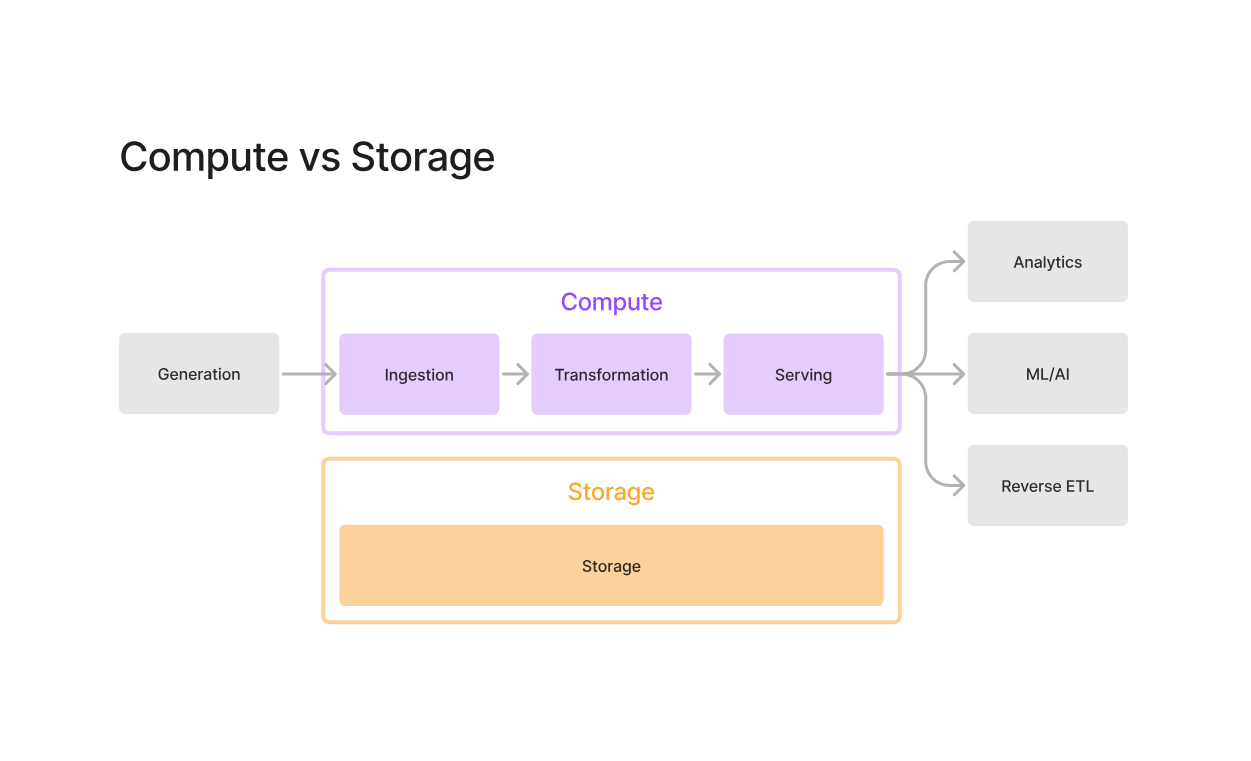 Compute vs Storage
Generation
Compute
Ingestion
Transformation
Serving
Storage
Storage
Analytics
ML/AI
Reverse ETL